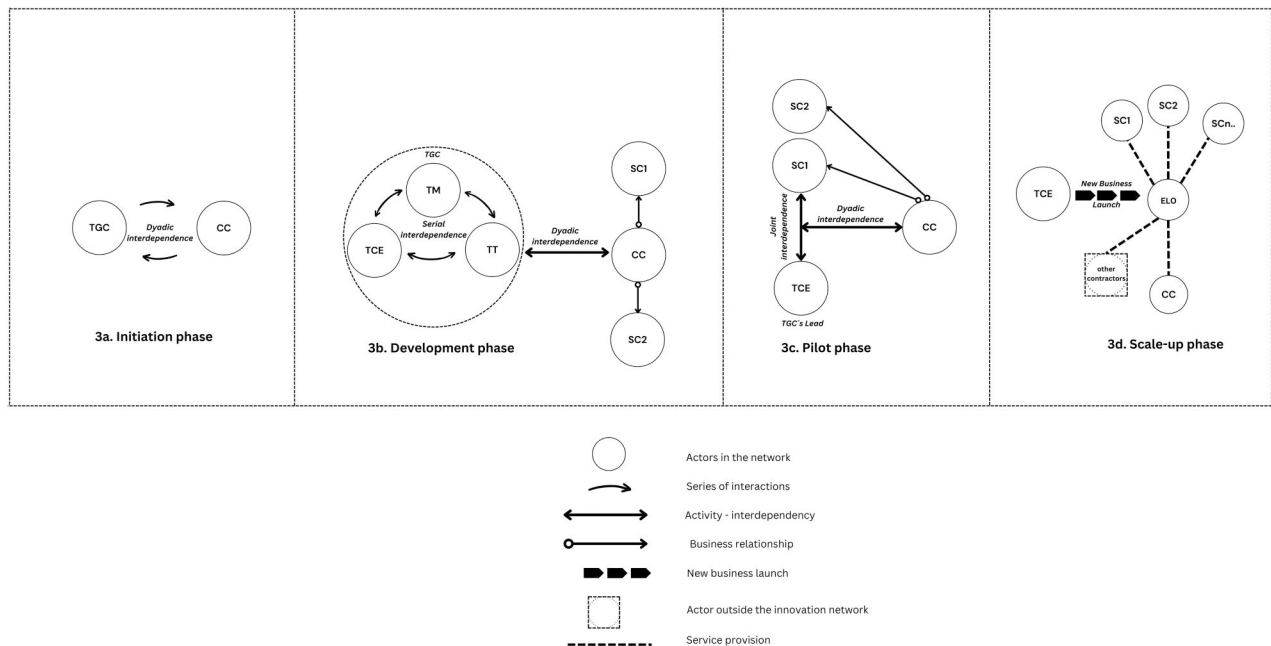 TGC
Dyadic
interdependence
CC
3a. Initiation phase
TGC
TM
Serial
interdependence
TCE
TT
Dyadic
interdependence
SC1
CC
SC2
3b. Development phase
SC2
SC1
Joint
interdependence
Dyadic
interdependence
CC
TCE
TGC´s Lead
3c. Pilot phase
SC1
SC2
SCn..
TCE
New Business
Launch
ELO
other
contractors
CC
3d. Scale-up phase
Actors in the network
Series of interactions
Activity - interdependency
Business relationship
New business launch
Actor outside the innovation network
Service provision